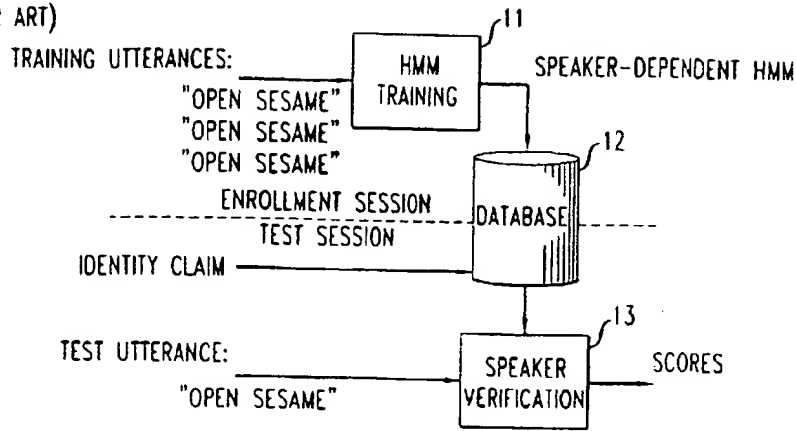 ART)
11
TRAINING UTTERANCES:
HMM
TRAINING
SPEAKER-DEPENDENT HMM
"OPEN SESAME"
"OPEN SESAME"
"OPEN SESAME"
12
ENROLLMENT SESSION
DATABASE
TEST SESSION
IDENTITY CLAIM
13
TEST UTTERANCE:
SPEAKER
VERIFICATION
SCORES
"OPEN SESAME"